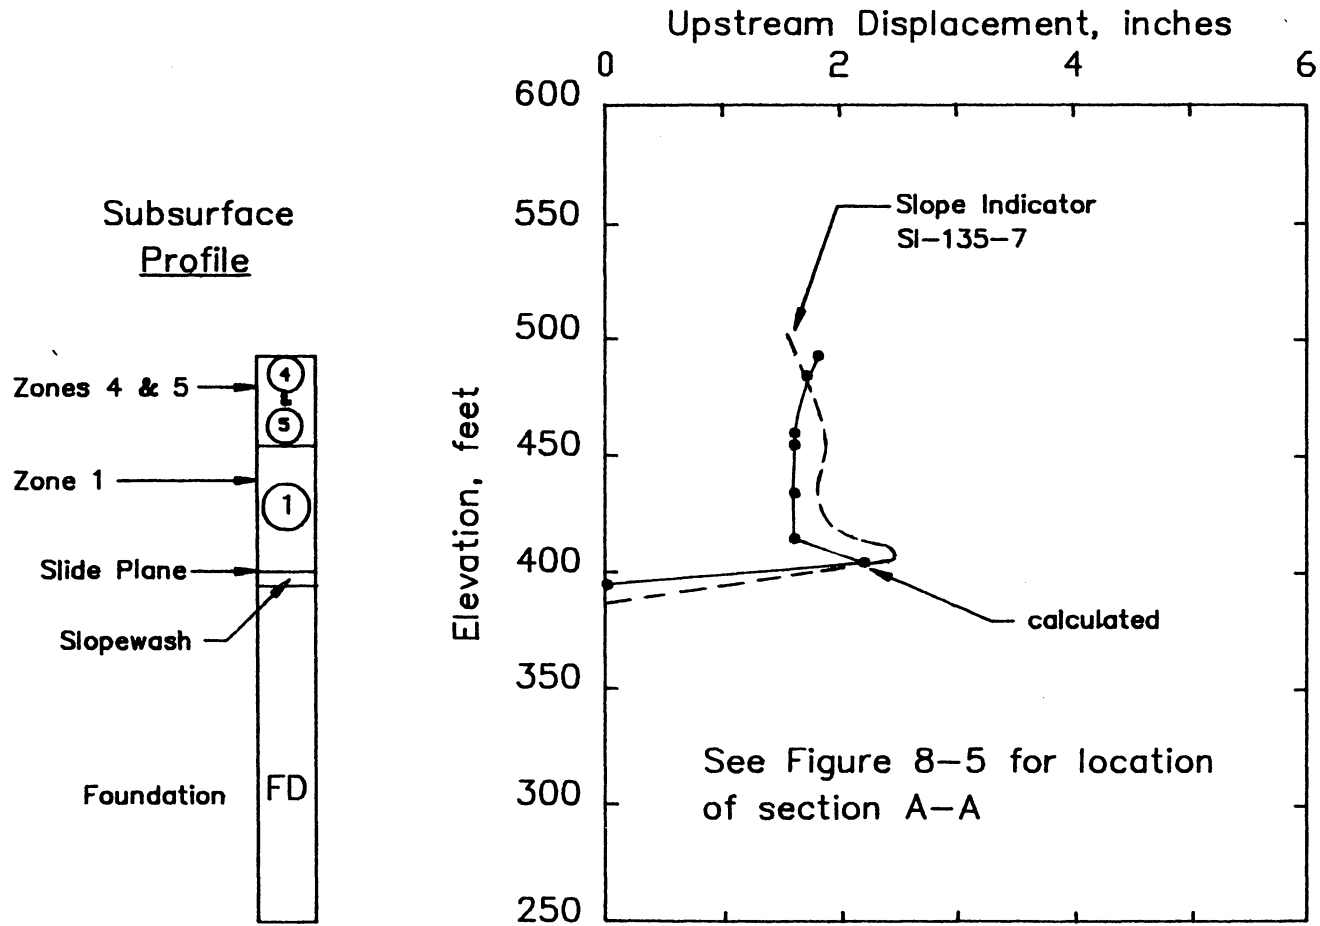 Upstream Displacement, inches
0 2 4 6
600
550
500
450
400
350
300
250
Elevation, feet
Slope Indicator
SI-135-7
calculated
See Figure 8-5 for location
of section A-A
Subsurface
Profile
Zones 4 & 5
4
&
5
Zone 1
1
Slide Plane
Slopewash
Foundation
FD